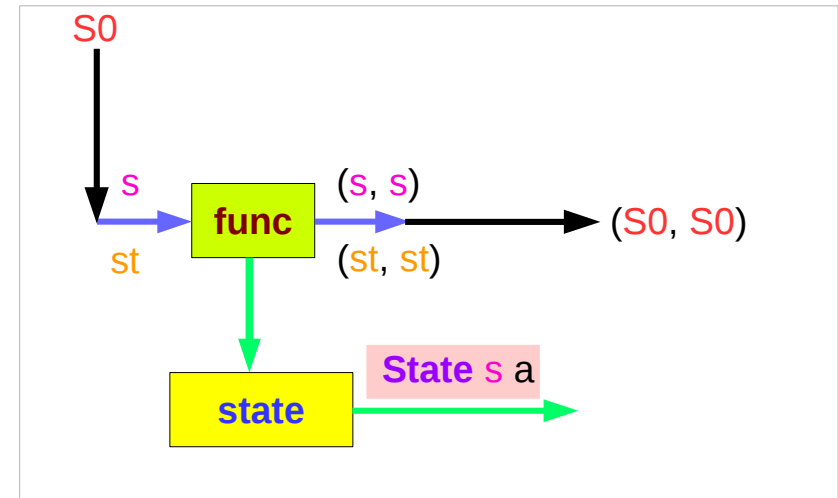 S0
s
(s, s)
func
(S0, S0)
st
(st, st)
State s a
state